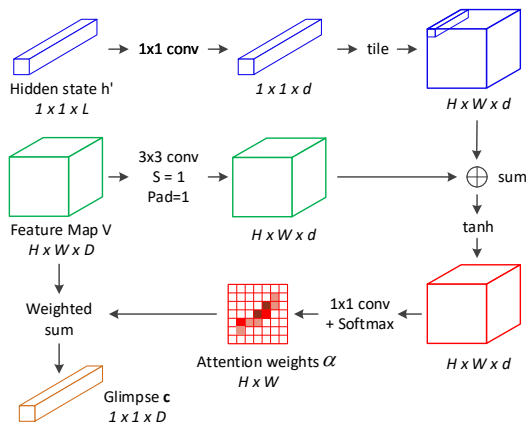 1x1 conv
tile
Hidden state h'
1 x 1 x L
1 x 1 x d
H x W x d
3x3 conv
S = 1
Pad=1
sum
Feature Map V
H x W x D
H x W x d
tanh
Weighted
sum
1x1 conv
+ Softmax
Attention weights α
H x W
H x W x d
Glimpse c
1 x 1 x D